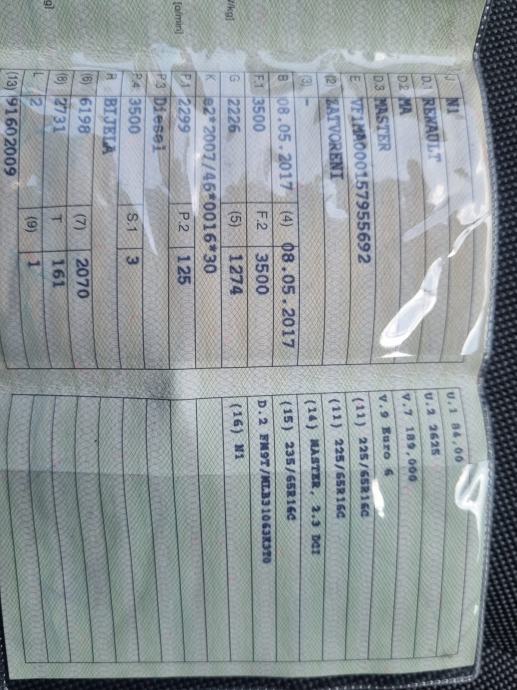 J N1
D.1 RENAULT
D.2 MA
D.3 MASTER
E VF1MA000157955692
(2) ZATVORENI
(3) -
B 08.05.2017 (4) 08.05.2017
F.1 3500 F.2 3500
G 2226 (5) 1274
K e2*2007/46*0016*30
P.1 2299 P.2 125
P.3 Diesel
P.4 3500 S.1 3
R BIJELA
(6) 6198 (7) 2070
(8) 2731 T 161
L 2 (9) 1
(13) 91602009
U.1 84,00
U.2 2625
V.7 189,000
V.9 Euro 6
(11) 225/65R16C
(11) 225/65R16C
(14) MASTER, 2.3 DCI
(15) 235/65R16C
D.2
(16) N1